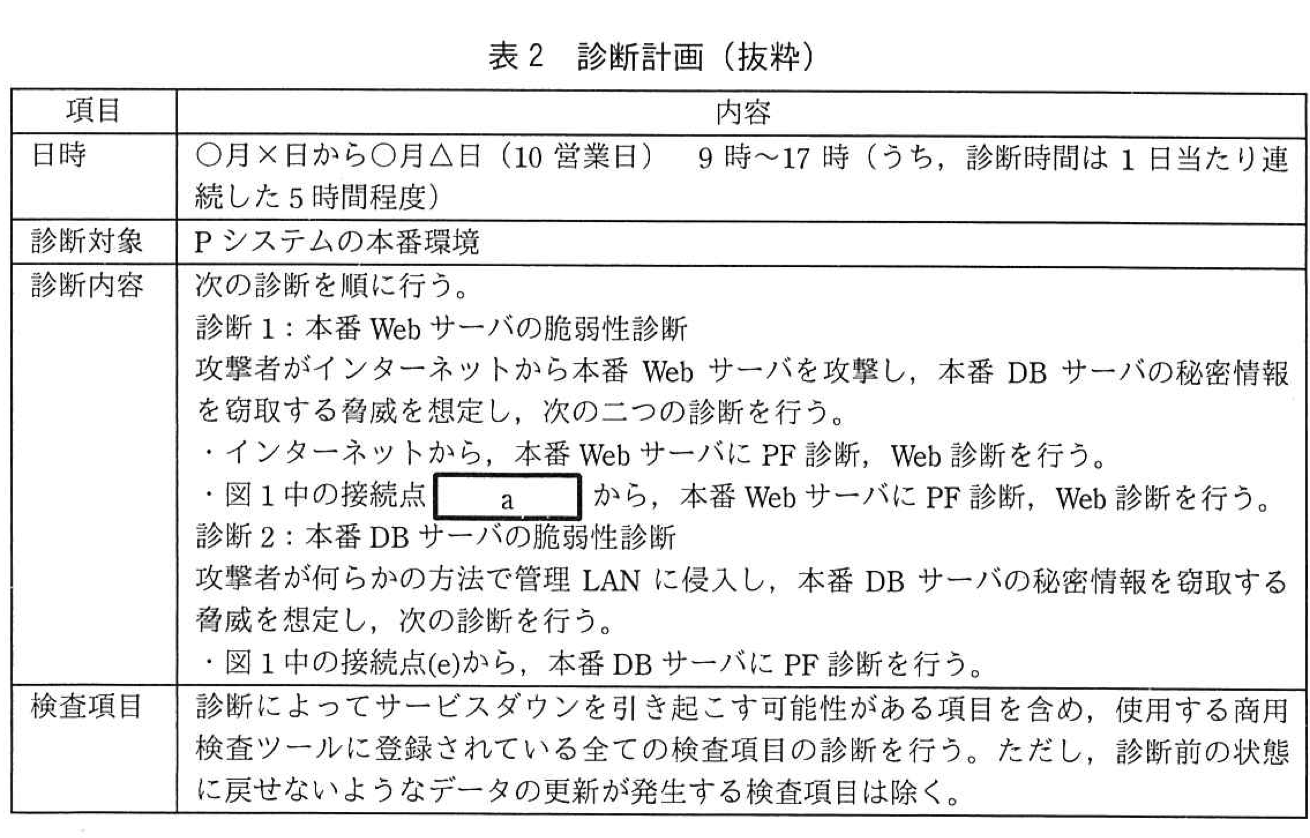 表2 診断計画（抜粋）
項目 内容
日時 ○月×日から○月△日（10 営業日） 9 時～17 時（うち，診断時間は 1 日当たり連
続した 5 時間程度）
診断対象 P システムの本番環境
診断内容 次の診断を順に行う。
診断 1：本番 Web サーバの脆弱性診断
攻撃者がインターネットから本番 Web サーバを攻撃し，本番 DB サーバの秘密情報
を窃取する脅威を想定し，次の二つの診断を行う。
・インターネットから，本番 Web サーバに PF 診断，Web 診断を行う。
・図 1 中の接続点 a から，本番 Web サーバに PF 診断，Web 診断を行う。
診断 2：本番 DB サーバの脆弱性診断
攻撃者が何らかの方法で管理 LAN に侵入し，本番 DB サーバの秘密情報を窃取する
脅威を想定し，次の診断を行う。
・図 1 中の接続点(e)から，本番 DB サーバに PF 診断を行う。
検査項目 診断によってサービスダウンを引き起こす可能性がある項目を含め，使用する商用
検査ツールに登録されている全ての検査項目の診断を行う。ただし，診断前の状態
に戻せないようなデータの更新が発生する検査項目は除く。